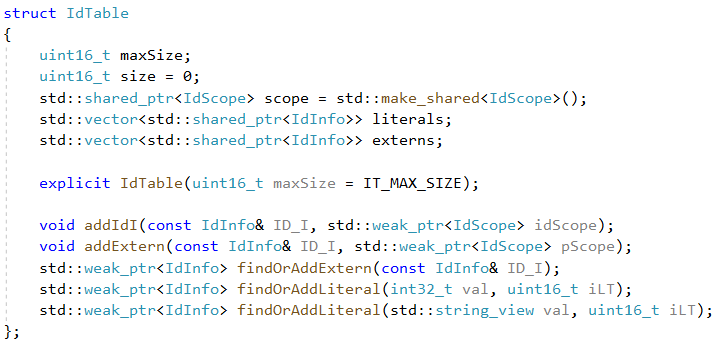 struct IdTable
{
    uint16_t maxSize;
    uint16_t size = 0;
    std::shared_ptr<IdScope> scope = std::make_shared<IdScope>();
    std::vector<std::shared_ptr<IdInfo>> literals;
    std::vector<std::shared_ptr<IdInfo>> externs;

    explicit IdTable(uint16_t maxSize = IT_MAX_SIZE);

    void addIdI(const IdInfo& ID_I, std::weak_ptr<IdScope> idScope);
    void addExtern(const IdInfo& ID_I, std::weak_ptr<IdScope> pScope);
    std::weak_ptr<IdInfo> findOrAddExtern(const IdInfo& ID_I);
    std::weak_ptr<IdInfo> findOrAddLiteral(int32_t val, uint16_t iLT);
    std::weak_ptr<IdInfo> findOrAddLiteral(std::string_view val, uint16_t iLT);
};